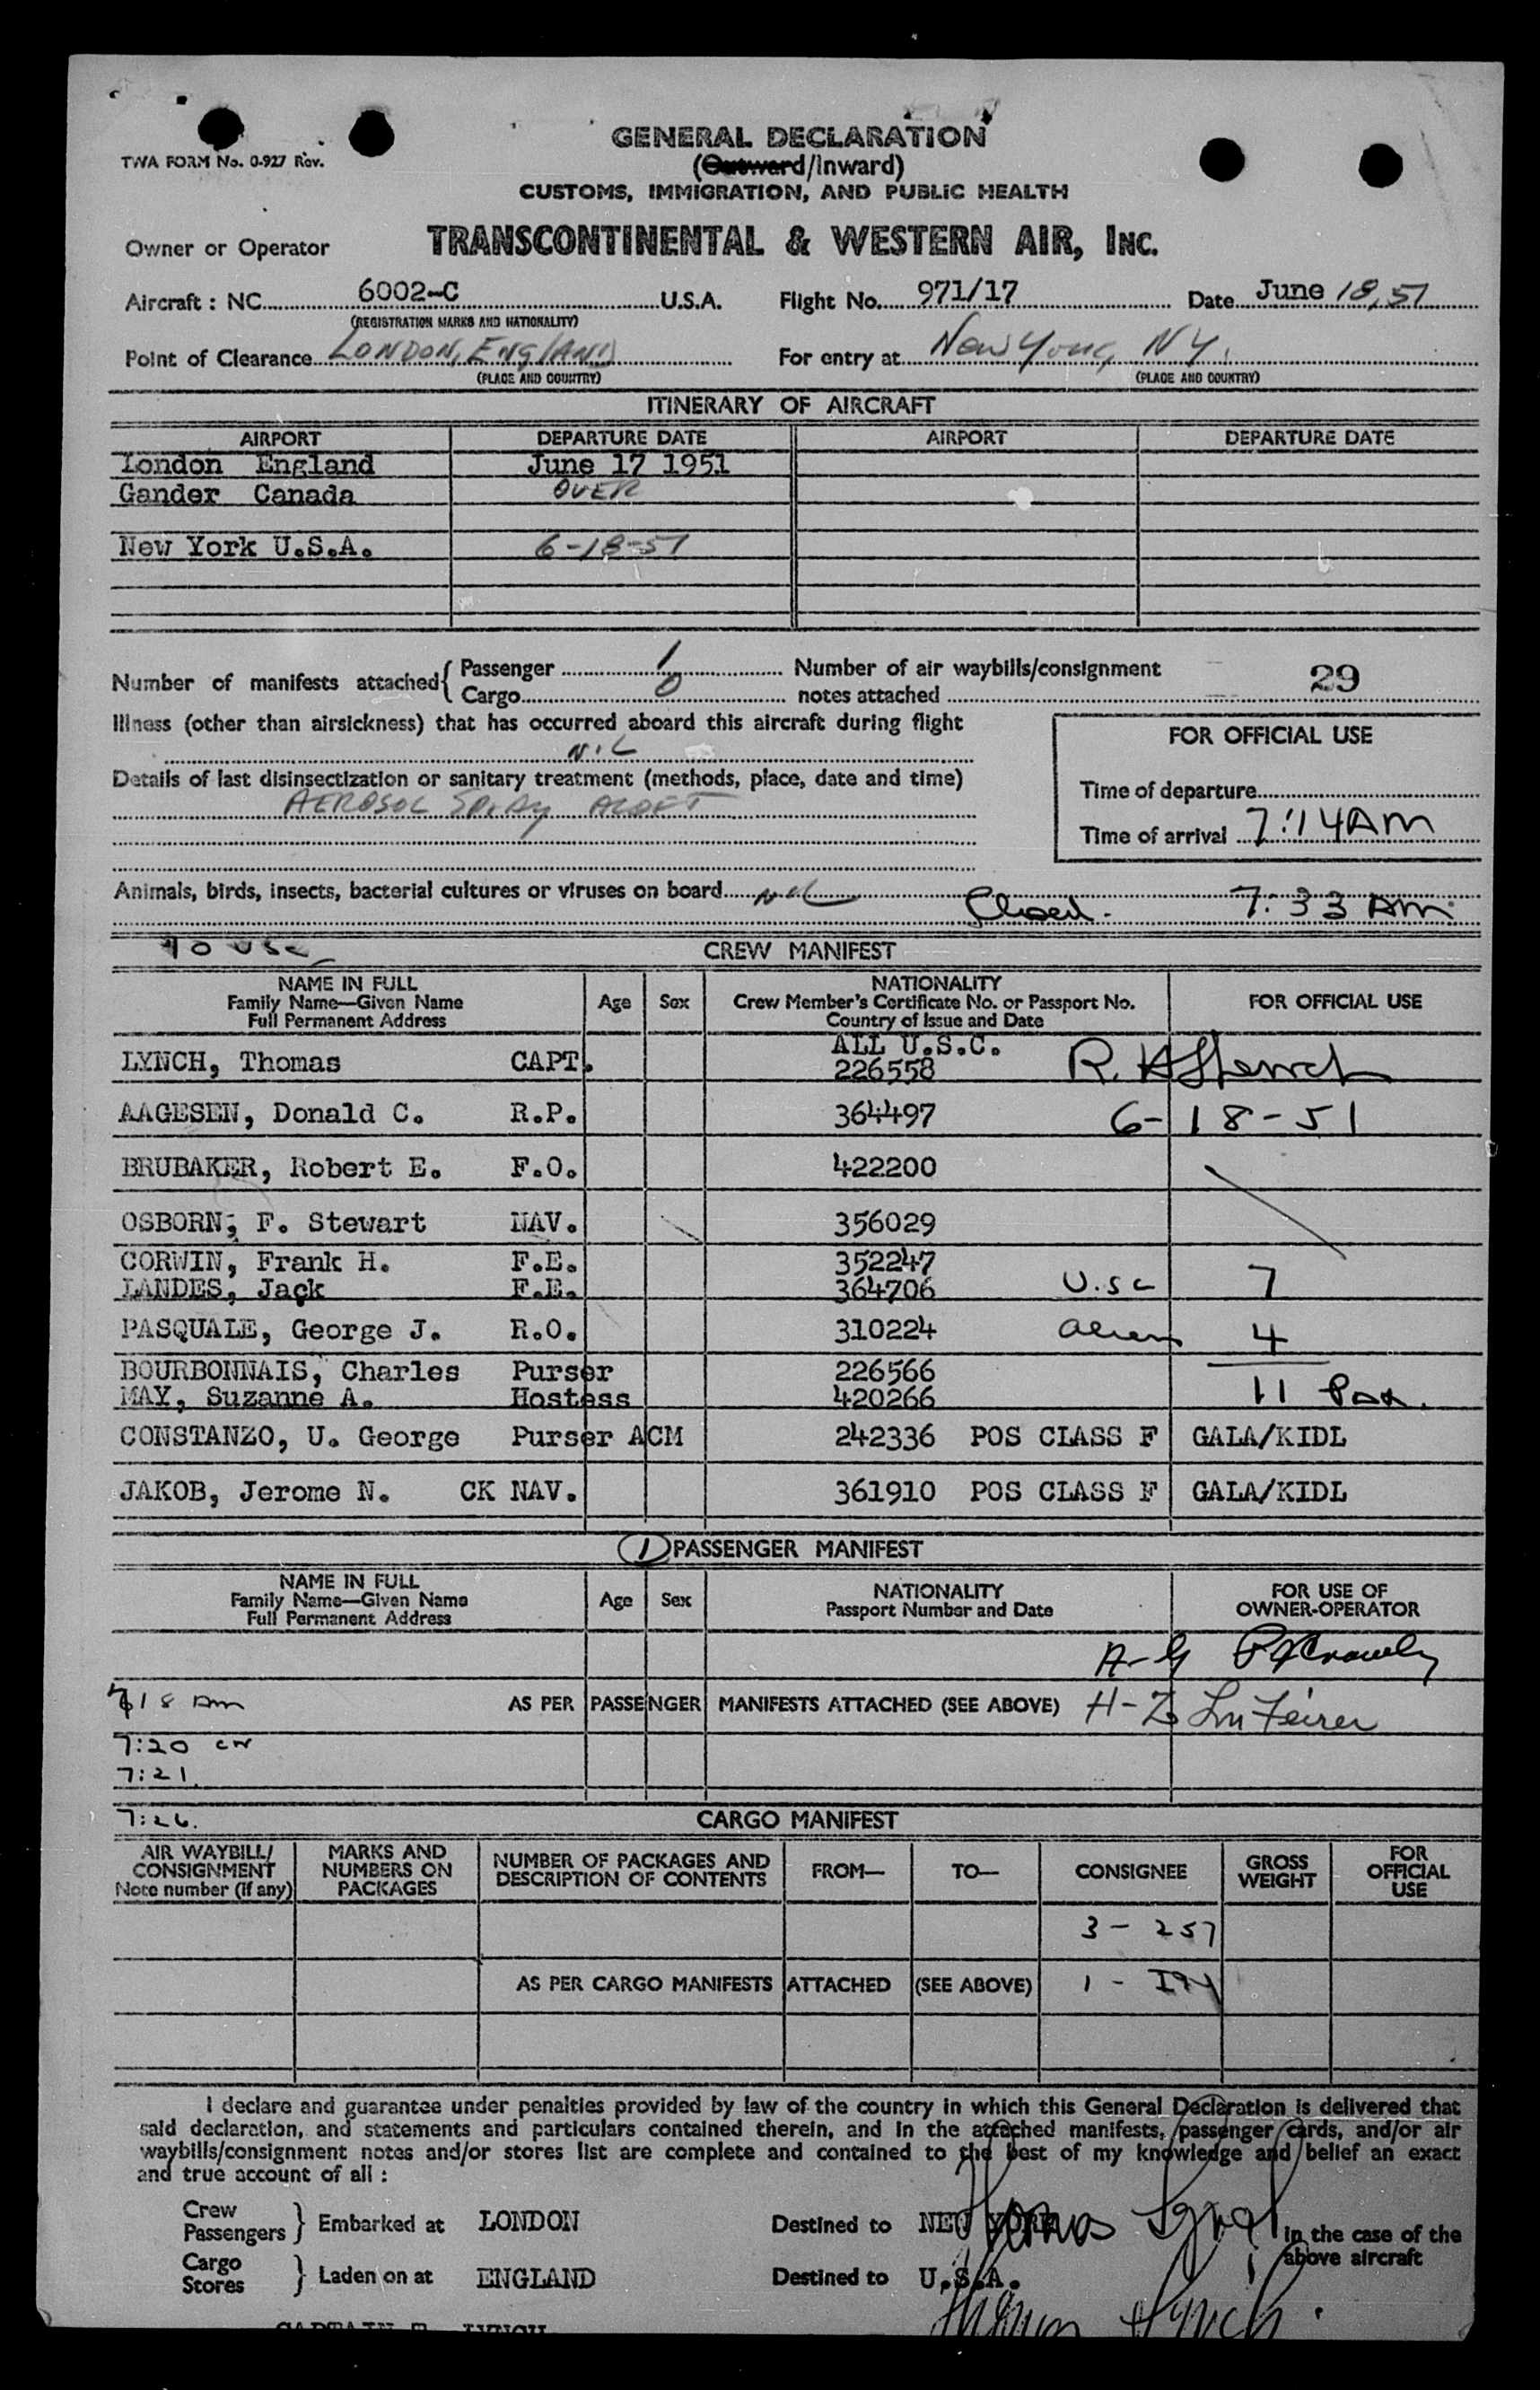 GENERAL DECLARATION
TWA FORM No. 0-927 Rev.
(Outward/Inward)
CUSTOMS, IMMIGRATION, AND PUBLIC HEALTH
Owner or Operator TRANSCONTINENTAL & WESTERN AIR, INC.
Aircraft : NC 6002-C U.S.A. Flight No. 971/17 Date June 18, 51
(REGISTRATION MARKS AND NATIONALITY)
Point of Clearance LONDON, ENGLAND For entry at New York, NY.
(PLACE AND COUNTRY) (PLACE AND COUNTRY)
ITINERARY OF AIRCRAFT
AIRPORT DEPARTURE DATE AIRPORT DEPARTURE DATE
London England June 17 1951
Gander Canada OVER
New York U.S.A. 6-18-51
Number of manifests attached { Passenger 1 Number of air waybills/consignment
Cargo 0 notes attached 29
Illness (other than airsickness) that has occurred aboard this aircraft during flight
NIL
FOR OFFICIAL USE
Details of last disinsectization or sanitary treatment (methods, place, date and time)
AEROSOL SPRAY ALOFT
Time of departure
Time of arrival 7:14 AM
Animals, birds, insects, bacterial cultures or viruses on board NIL
Closed. 7:33 AM
10 USC
CREW MANIFEST
NAME IN FULL
Family Name—Given Name
Full Permanent Address
Age Sex
NATIONALITY
Crew Member's Certificate No. or Passport No.
Country of Issue and Date
FOR OFFICIAL USE
ALL U.S.C.
LYNCH, Thomas CAPT. 226558
AAGESEN, Donald C. R.P. 364497 6-18-51
BRUBAKER, Robert E. F.O. 422200
OSBORN, F. Stewart NAV. 356029
CORWIN, Frank H. F.E. 352247
LANDES, Jack F.E. 364706 U.S.C 7
PASQUALE, George J. R.O. 310224 Alien 4
BOURBONNAIS, Charles Purser 226566
MAY, Suzanne A. Hostess 420266 11 Pax.
CONSTANZO, U. George Purser ACM 242336 POS CLASS F GALA/KIDL
JAKOB, Jerome N. CK NAV. 361910 POS CLASS F GALA/KIDL
1 PASSENGER MANIFEST
NAME IN FULL
Family Name—Given Name
Full Permanent Address
Age Sex
NATIONALITY
Passport Number and Date
FOR USE OF
OWNER-OPERATOR
A-G
718 Am AS PER PASSENGER MANIFESTS ATTACHED (SEE ABOVE) H-Z
7:20
7:21
7:26.
CARGO MANIFEST
AIR WAYBILL/
CONSIGNMENT
Note number (if any)
MARKS AND
NUMBERS ON
PACKAGES
NUMBER OF PACKAGES AND
DESCRIPTION OF CONTENTS
FROM—
TO—
CONSIGNEE
GROSS
WEIGHT
FOR
OFFICIAL
USE
3 - 257
AS PER CARGO MANIFESTS ATTACHED (SEE ABOVE) 1 -
I declare and guarantee under penalties provided by law of the country in which this General Declaration is delivered that
said declaration, and statements and particulars contained therein, and in the attached manifests, passenger cards, and/or air
waybills/consignment notes and/or stores list are complete and contained to the best of my knowledge and belief an exact
and true account of all :
Crew
Passengers } Embarked at LONDON Destined to NEW YORK Thomas Lynch in the case of the
above aircraft
Cargo
Stores } Laden on at ENGLAND Destined to U.S.A.
CAPTAIN T. LYNCH Thomas Lynch.